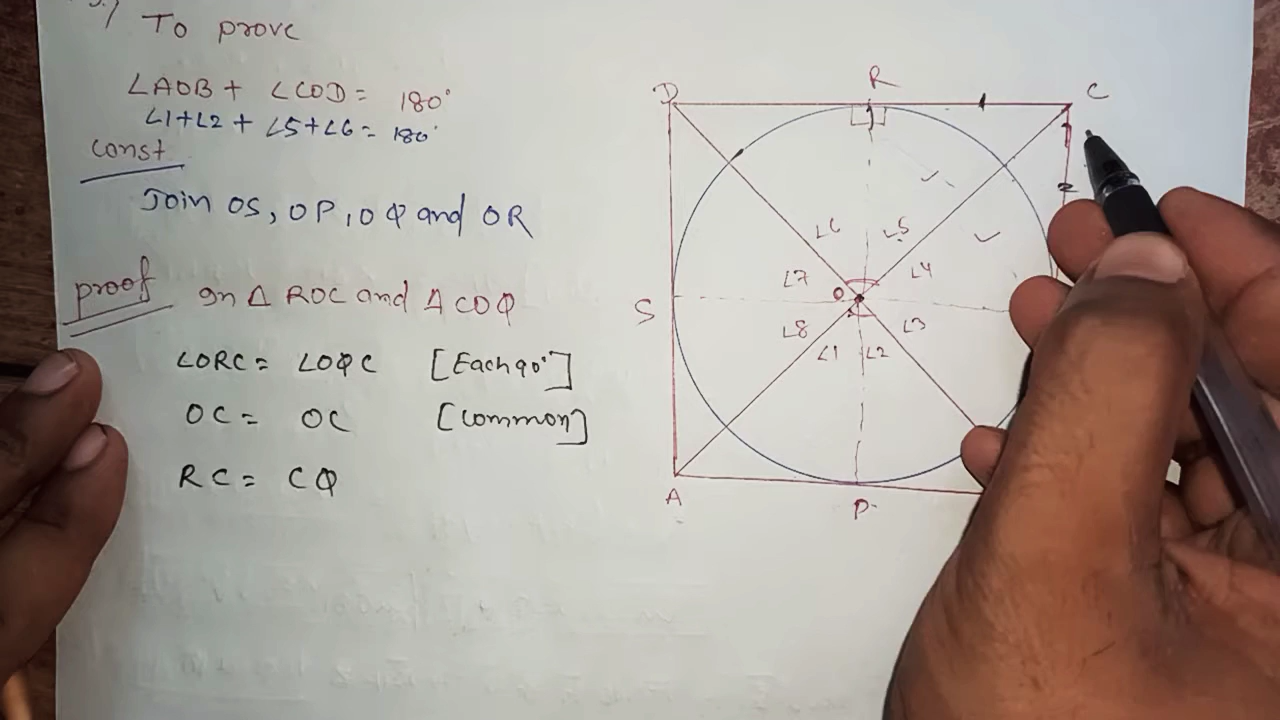 To prove
∠AOB + ∠COD = 180°
∠1+∠2 + ∠5+∠6 = 180°
Const
Join OS, OP, OQ and OR
proof In Δ ROC and Δ COQ
∠ORC = ∠OQC [Each 90°]
OC = OC [Common]
RC = CQ
D R C
∠6 ∠5
∠7 ∠4
S O
∠8 ∠3
∠1 ∠2
A P